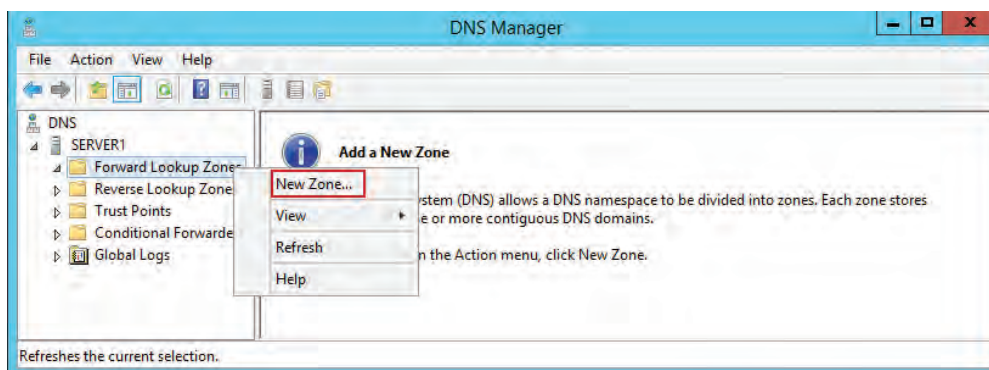 DNS Manager
File Action View Help
DNS
SERVER1
Forward Lookup Zones
Reverse Lookup Zone
Trust Points
Conditional Forwarde
Global Logs
New Zone...
View
Refresh
Help
Add a New Zone
stem (DNS) allows a DNS namespace to be divided into zones. Each zone stores
e or more contiguous DNS domains.
n the Action menu, click New Zone.
Refreshes the current selection.